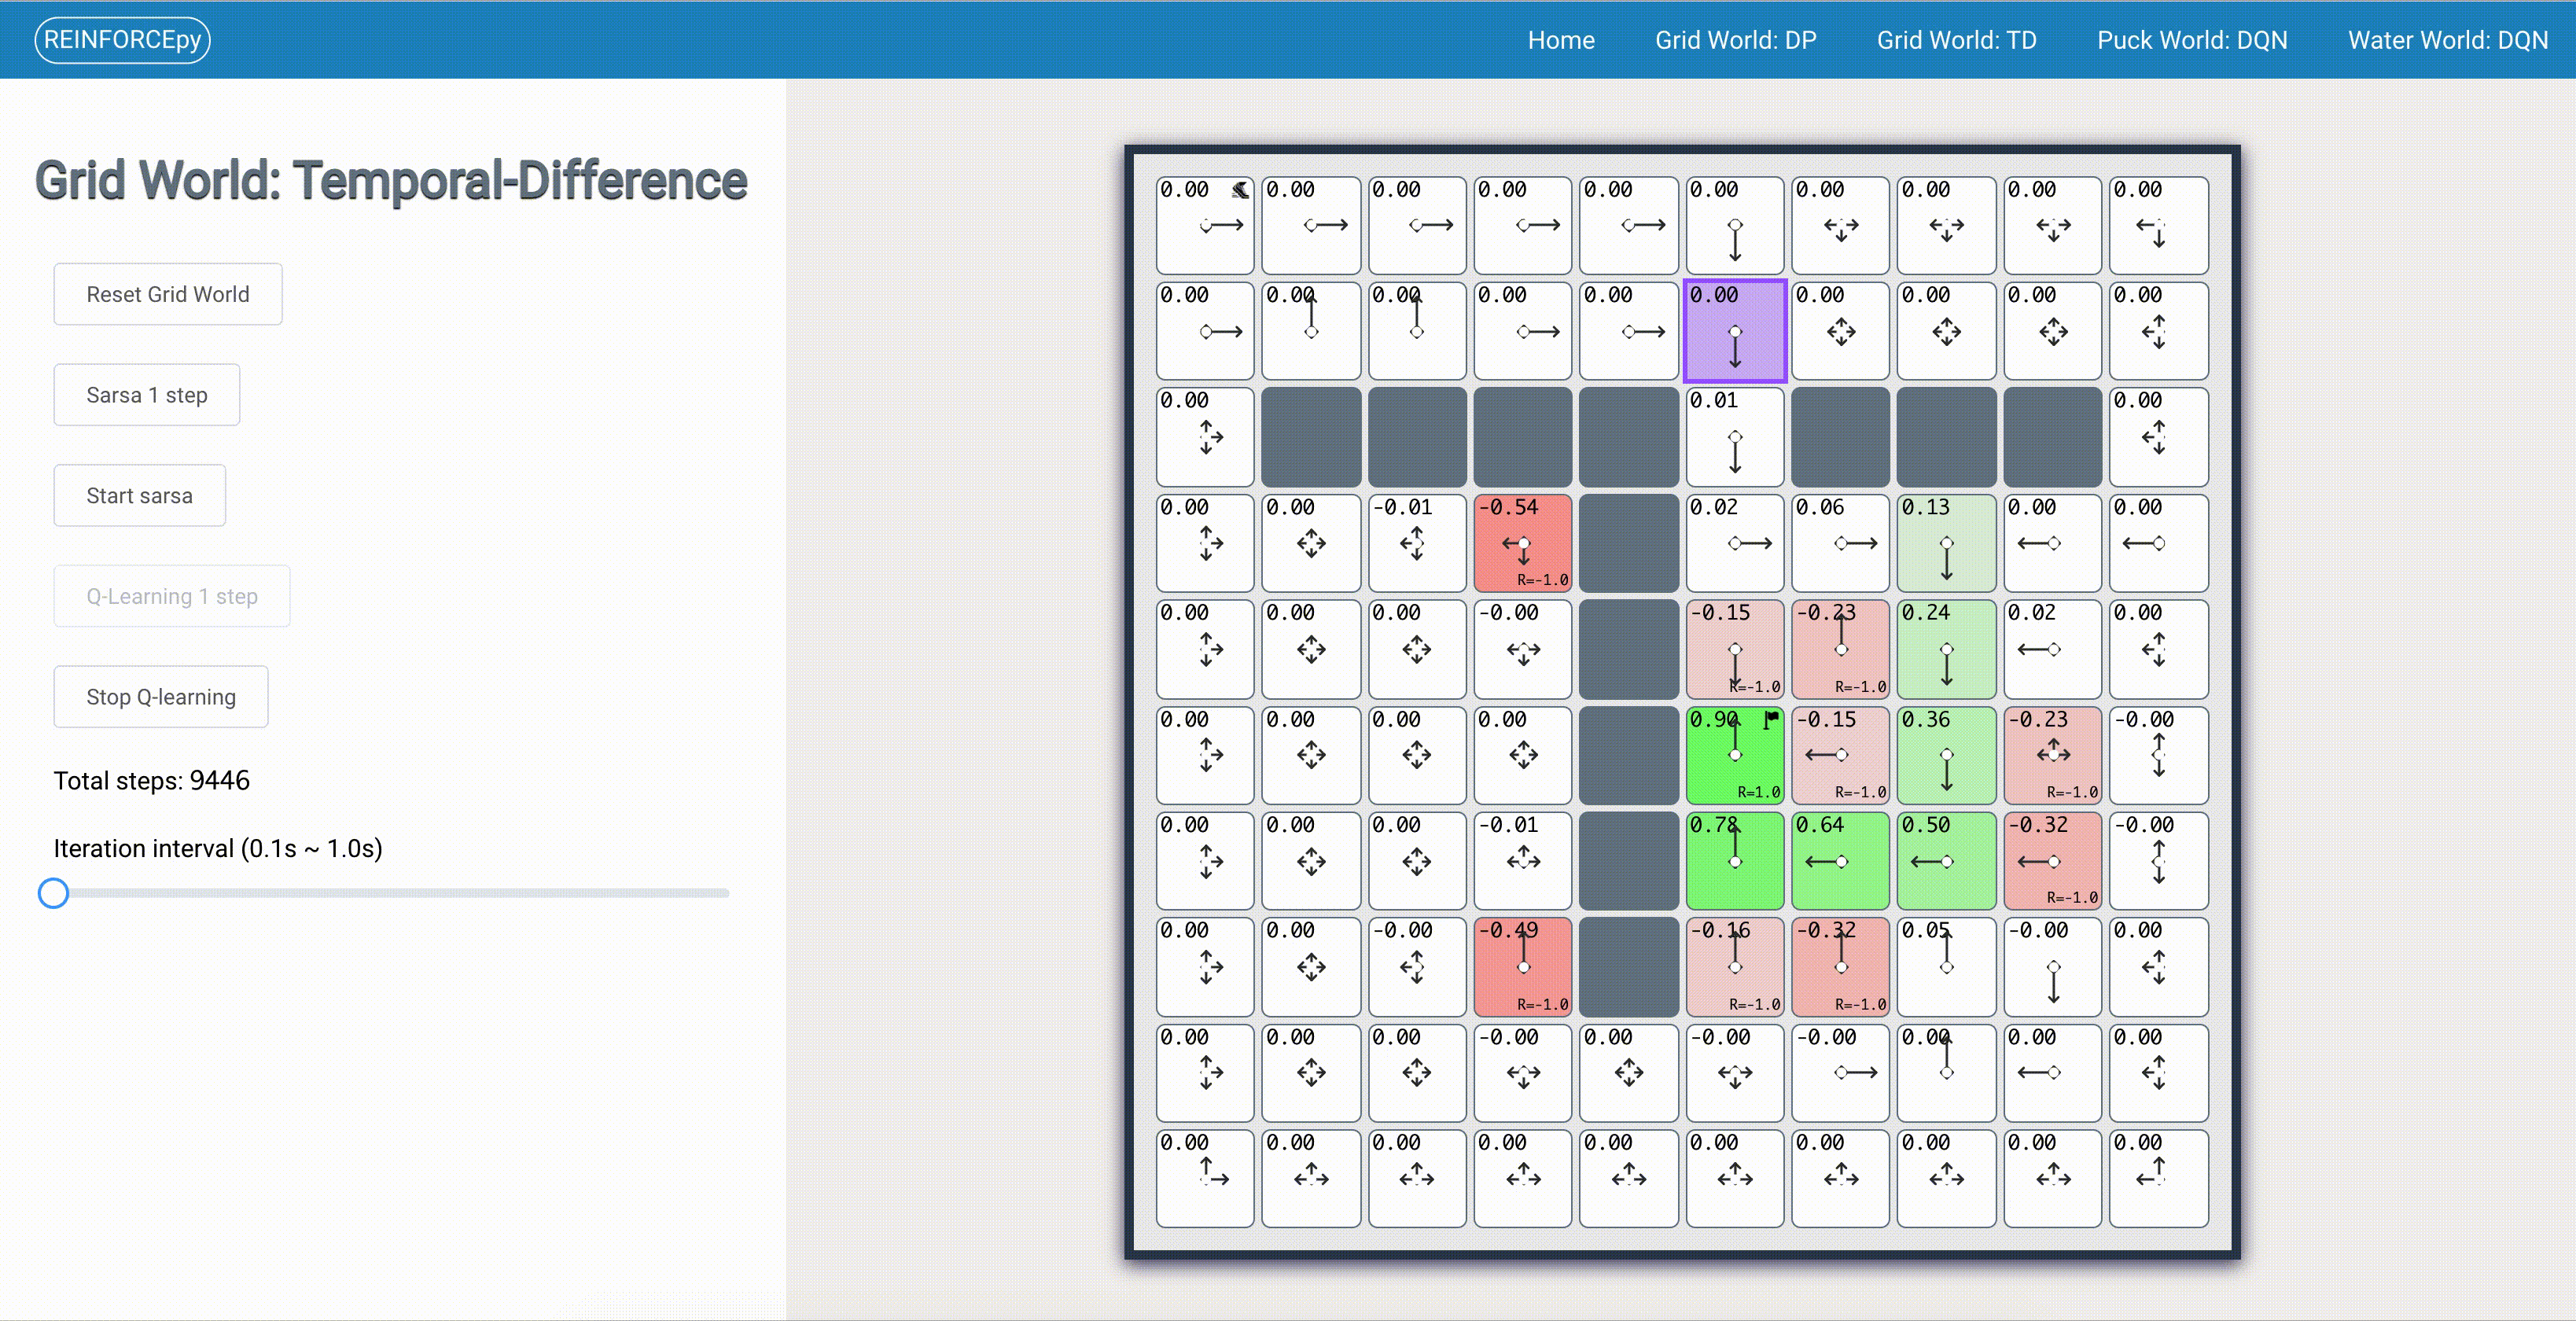 REINFORCEpy Home Grid World: DP Grid World: TD Puck World: DQN Water World: DQN
Grid World: Temporal-Difference
Reset Grid World
Sarsa 1 step
Start sarsa
Q-Learning 1 step
Stop Q-learning
Total steps: 9446
Iteration interval (0.1s ~ 1.0s)
0.00 0.00 0.00 0.00 0.00 0.00 0.00 0.00 0.00 0.00
0.00 0.00 0.00 0.00 0.00 0.00 0.00 0.00 0.00 0.00
0.00 0.01 0.00
0.00 0.00 -0.01 -0.54 0.02 0.06 0.13 0.00 0.00
R=-1.0
0.00 0.00 0.00 -0.00 -0.15 -0.23 0.24 0.02 0.00
R=-1.0 R=-1.0
0.00 0.00 0.00 0.00 0.90 -0.15 0.36 -0.23 -0.00
R=1.0 R=-1.0 R=-1.0
0.00 0.00 0.00 -0.01 0.78 0.64 0.50 -0.32 -0.00
R=-1.0
0.00 0.00 -0.00 -0.49 -0.16 -0.32 0.05 -0.00 0.00
R=-1.0 R=-1.0 R=-1.0
0.00 0.00 0.00 -0.00 0.00 -0.00 -0.00 0.00 0.00 0.00
0.00 0.00 0.00 0.00 0.00 0.00 0.00 0.00 0.00 0.00